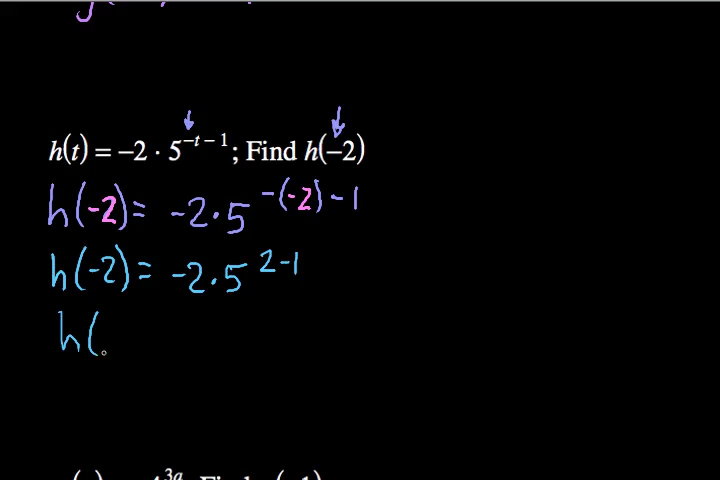 h(t) = −2 · 5^{−t − 1}; Find h(−2)
h(-2) = -2 · 5^{-(-2) - 1}
h(-2) = -2 · 5^{2-1}
h(